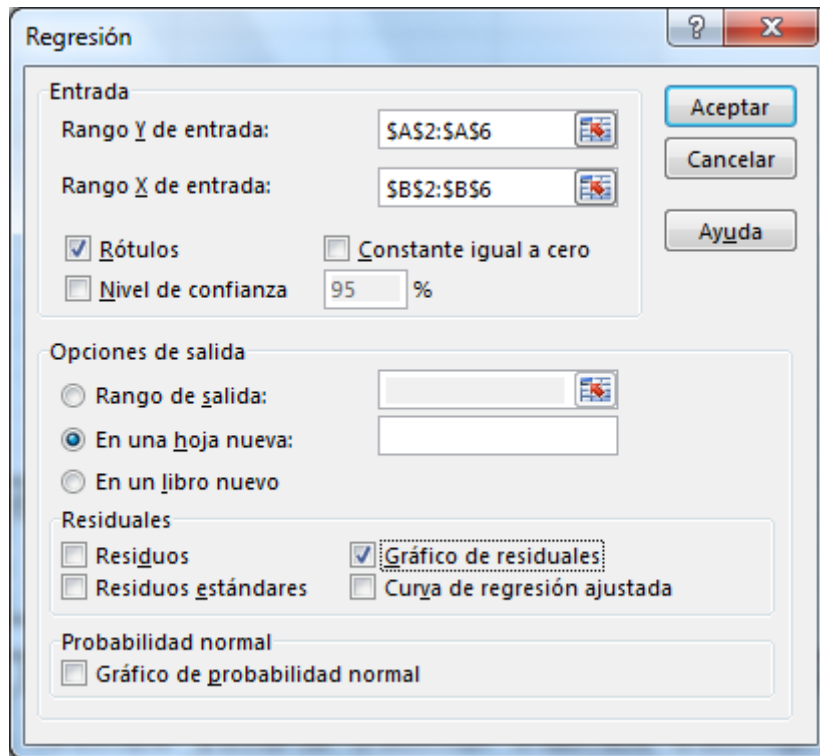 Regresión
Entrada
Rango Y de entrada: $A$2:$A$6
Rango X de entrada: $B$2:$B$6
Rótulos Constante igual a cero
Nivel de confianza 95 %
Aceptar
Cancelar
Ayuda
Opciones de salida
Rango de salida:
En una hoja nueva:
En un libro nuevo
Residuales
Residuos Gráfico de residuales
Residuos estándares Curva de regresión ajustada
Probabilidad normal
Gráfico de probabilidad normal